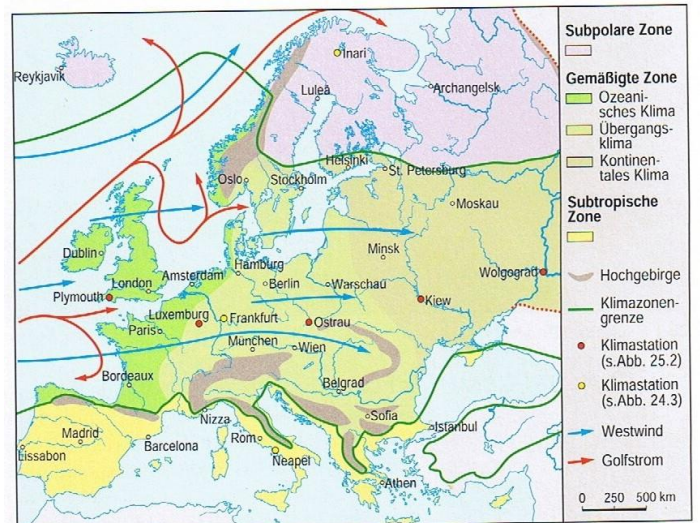 Reykjavik
Inari
Luleå
Archangelsk
Helsinki
St. Petersburg
Oslo
Stockholm
Moskau
Dublin
Minsk
Hamburg
Amsterdam
London
Berlin
Warschau
Wolgograd
Plymouth
Kiew
Luxemburg
Frankfurt
Ostrau
Paris
München
Wien
Bordeaux
Belgrad
Nizza
Sofia
Madrid
Barcelona
Rom
Istanbul
Lissabon
Neapel
Athen
Subpolare Zone
Gemäßigte Zone
Ozeani-
sches Klima
Übergangs-
klima
Kontinen-
tales Klima
Subtropische
Zone
Hochgebirge
Klimazonen-
grenze
Klimastation
(s.Abb. 25.2)
Klimastation
(s.Abb. 24.3)
Westwind
Golfstrom
0 250 500 km